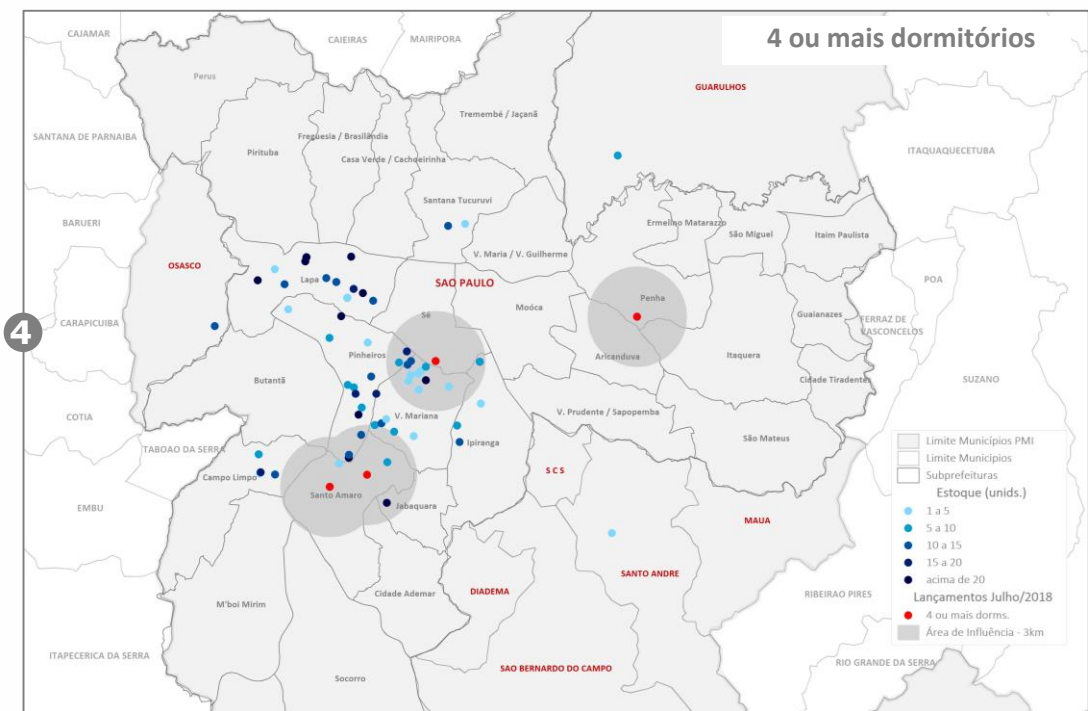 4 ou mais dormitórios
CAJAMAR
CAIEIRAS
MAIRIPORA
Perus
GUARULHOS
SANTANA DE PARNAIBA
Tremembé / Jaçanã
Freguesia / Brasilândia
Pirituba
Casa Verde / Cachoeirinha
ITAQUAQUECETUBA
Santana Tucuruvi
BARUERI
Ermelino Matarazzo
São Miguel
Itaim Paulista
V. Maria / V. Guilherme
OSASCO
Lapa
SAO PAULO
POA
Penha
Moóca
Sé
Guaianazes
CARAPICUIBA
4
FERRAZ DE
VASCONCELOS
Pinheiros
Aricanduva
Itaquera
Butantã
Cidade Tiradentes
SUZANO
COTIA
V. Mariana
V. Prudente / Sapopemba
São Mateus
TABOAO DA SERRA
Ipiranga
Campo Limpo
S C S
EMBU
Santo Amaro
Jabaquara
MAUA
SANTO ANDRE
DIADEMA
Cidade Ademar
M'boi Mirim
RIBEIRAO PIRES
ITAPECERICA DA SERRA
SAO BERNARDO DO CAMPO
RIO GRANDE DA SERRA
Socorro
Limite Municípios PMI
Limite Municipios
Subprefeituras
Estoque (unids.)
1 a 5
5 a 10
10 a 15
15 a 20
acima de 20
Lançamentos Julho/2018
4 ou mais dorms.
Área de Influência - 3km